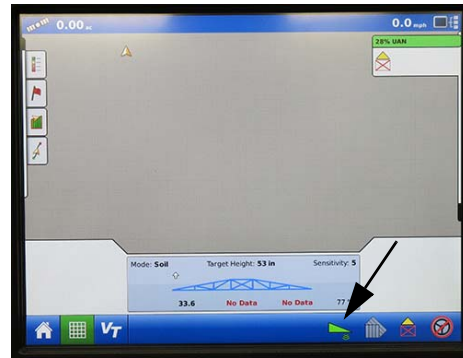 0.00 ac
0.0 mph
28% UAN
Mode: Soil Target Height: 53 in Sensitivity: 5
33.6 No Data No Data 77
VT